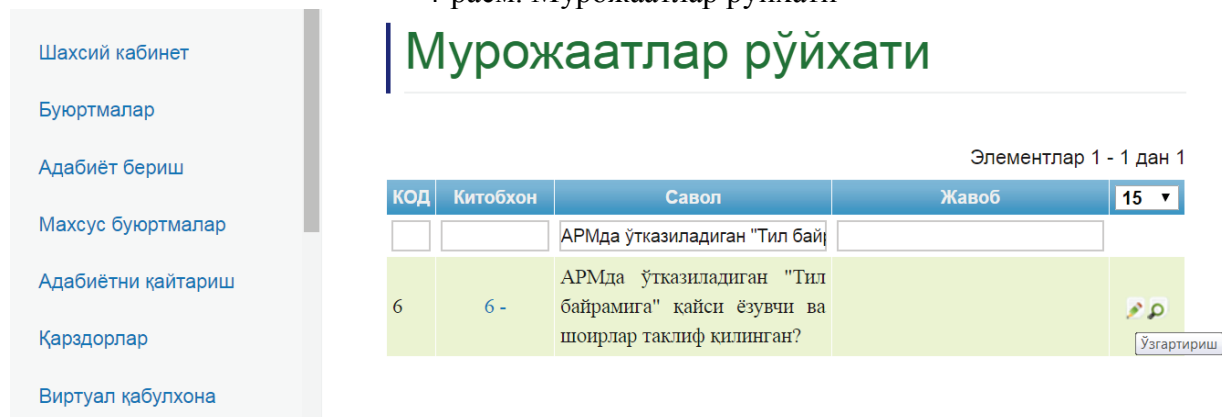 Мурожаатлар рўйхати
Шахсий кабинет
Буюртмалар
Адабиёт бериш
Махсус буюртмалар
Адабиётни қайтариш
Қарздорлар
Виртуал қабулхона
Мурожаатлар рўйхати
Элементлар 1 - 1 дан 1
КОД Китобхон Савол Жавоб 15
АРМда ўтказиладиган "Тил
6 6 - АРМда ўтказиладиган "Тил
байрамига" қайси ёзувчи ва
шоирлар таклиф қилинган?
Ўзгартириш